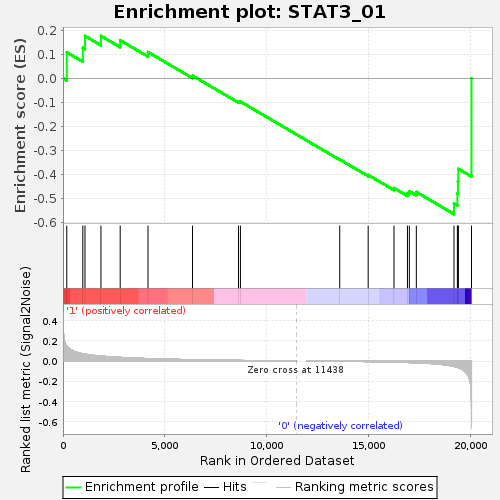 Enrichment plot: STAT3_01
Enrichment score (ES)
0.2
0.1
0.0
-0.1
-0.2
-0.3
-0.4
-0.5
-0.6
'1' (positively correlated)
Ranked list metric (Signal2Noise)
0.4
0.2
0.0
-0.2
-0.4
-0.6
Zero cross at 11438
'0' (negatively correlated)
0 5,000 10,000 15,000 20,000
Rank in Ordered Dataset
Enrichment profile Hits Ranking metric scores